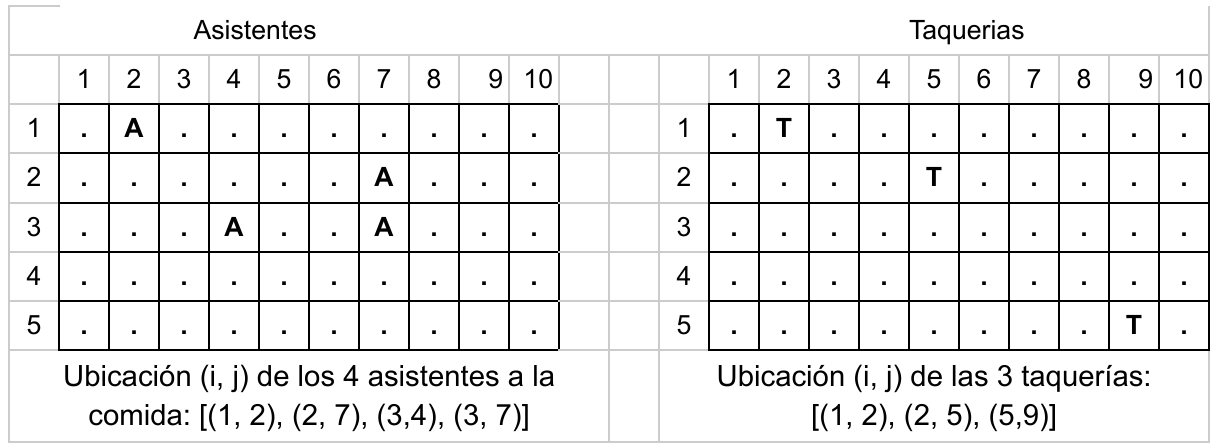 Asistentes Taquerias
1 2 3 4 5 6 7 8 9 10 1 2 3 4 5 6 7 8 9 10
1 . A . . . . . . . . 1 . T . . . . . . . .
2 . . . . . . A . . . 2 . . . . T . . . . .
3 . . . A . . A . . . 3 . . . . . . . . . .
4 . . . . . . . . . . 4 . . . . . . . . . .
5 . . . . . . . . . . 5 . . . . . . . . T .
Ubicación (i, j) de los 4 asistentes a la
comida: [(1, 2), (2, 7), (3,4), (3, 7)]
Ubicación (i, j) de las 3 taquerías:
[(1, 2), (2, 5), (5,9)]